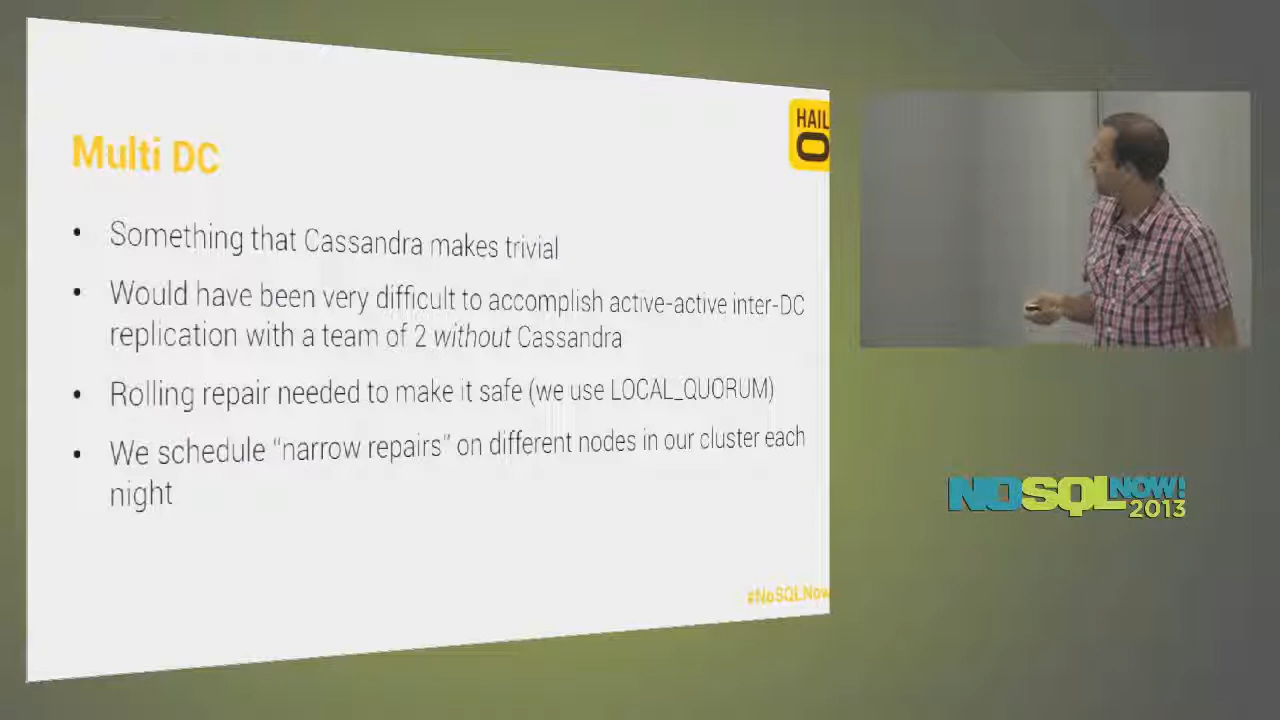 HAIL
O
Multi DC
• Something that Cassandra makes trivial
• Would have been very difficult to accomplish active-active inter-DC
replication with a team of 2 without Cassandra
• Rolling repair needed to make it safe (we use LOCAL_QUORUM)
• We schedule “narrow repairs” on different nodes in our cluster each
night
#NoSQLNow
NOSQL NOW!
2013